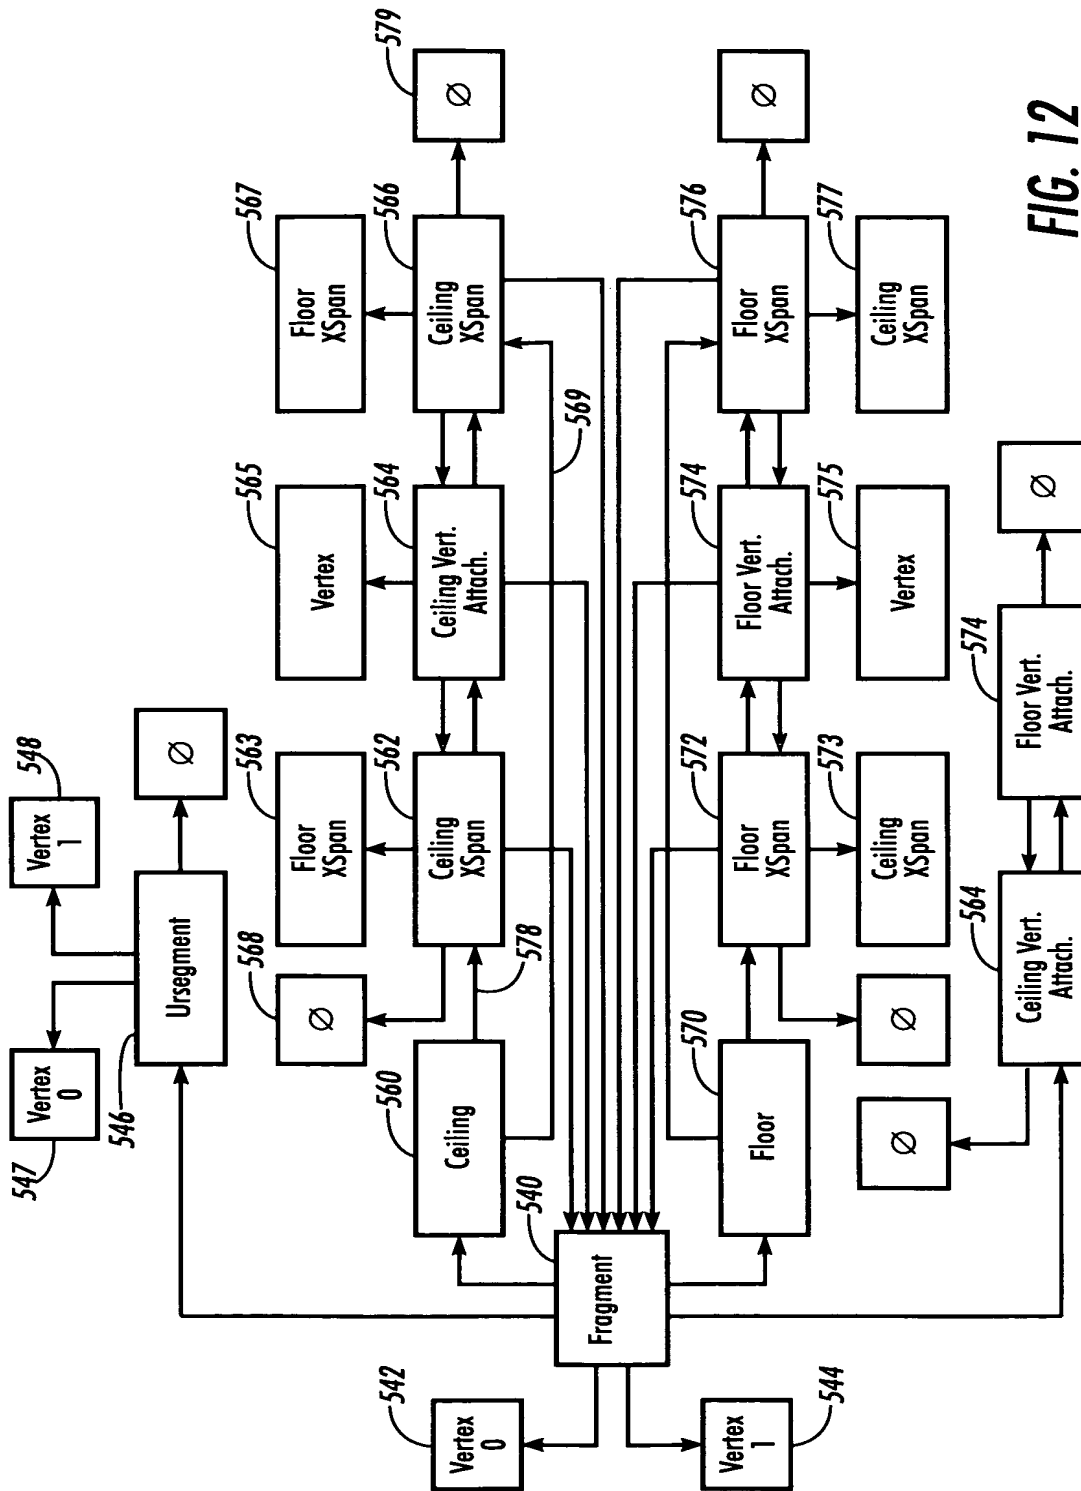 547
Vertex
0
548
Vertex
1
546
Ursegment
∅
568
∅
563
Floor
XSpan
565
Vertex
567
Floor
XSpan
560
Ceiling
578
562
Ceiling
XSpan
564
Ceiling Vert.
Attach.
566
Ceiling
XSpan
579
∅
569
542
Vertex
0
540
Fragment
544
Vertex
1
570
Floor
572
Floor
XSpan
574
Floor Vert.
Attach.
576
Floor
XSpan
∅
∅
∅
573
Ceiling
XSpan
575
Vertex
577
Ceiling
XSpan
564
Ceiling Vert.
Attach.
574
Floor Vert.
Attach.
∅
FIG. 12